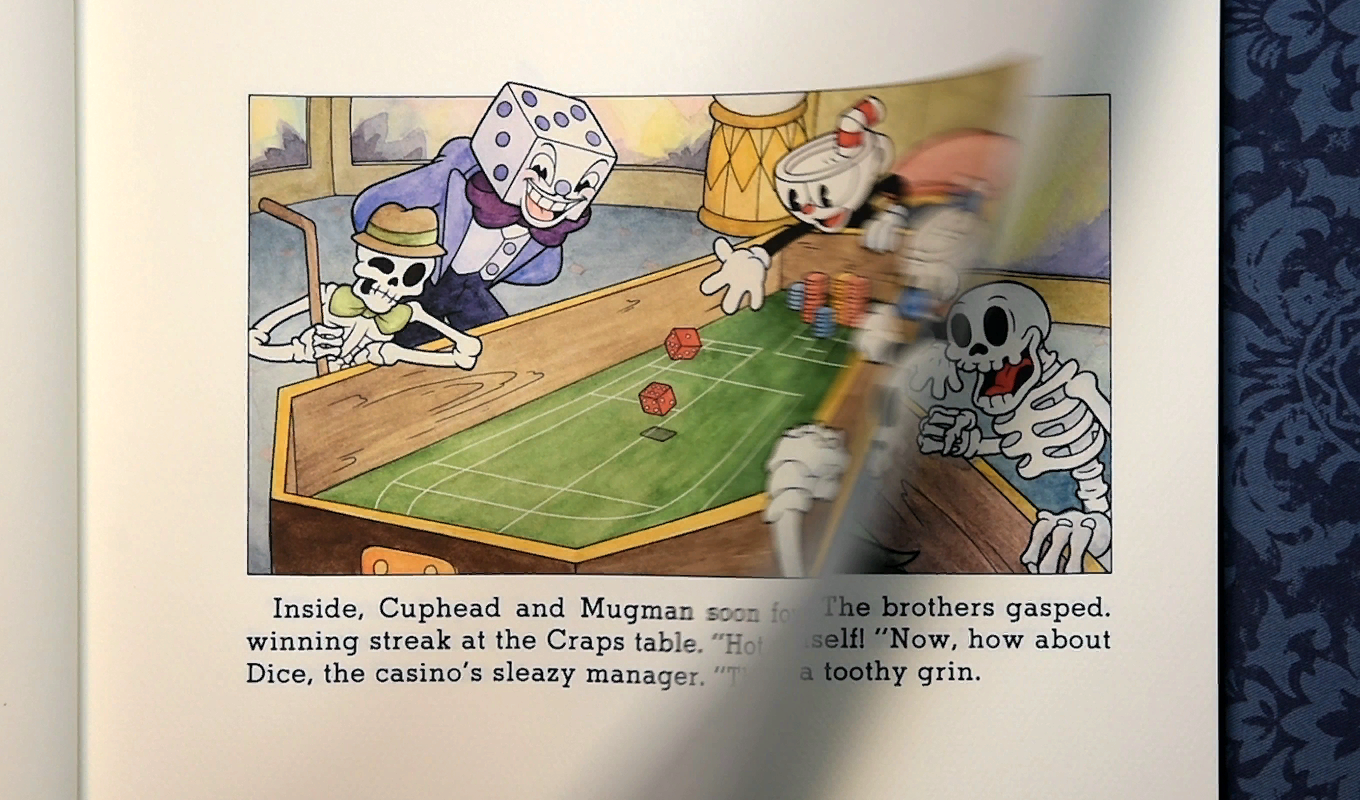 Inside, Cuphead and Mugman soon The brothers gasped.
winning streak at the Craps table. "Hot self! "Now, how about
Dice, the casino's sleazy manager. a toothy grin.